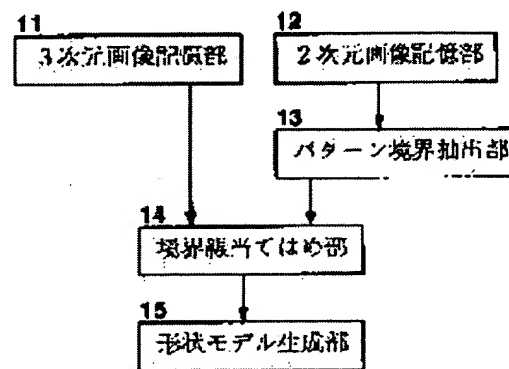 11
3次元画像記憶部
12
2次元画像記憶部
13
パターン境界抽出部
14
境界線当てはめ部
15
形状モデル生成部